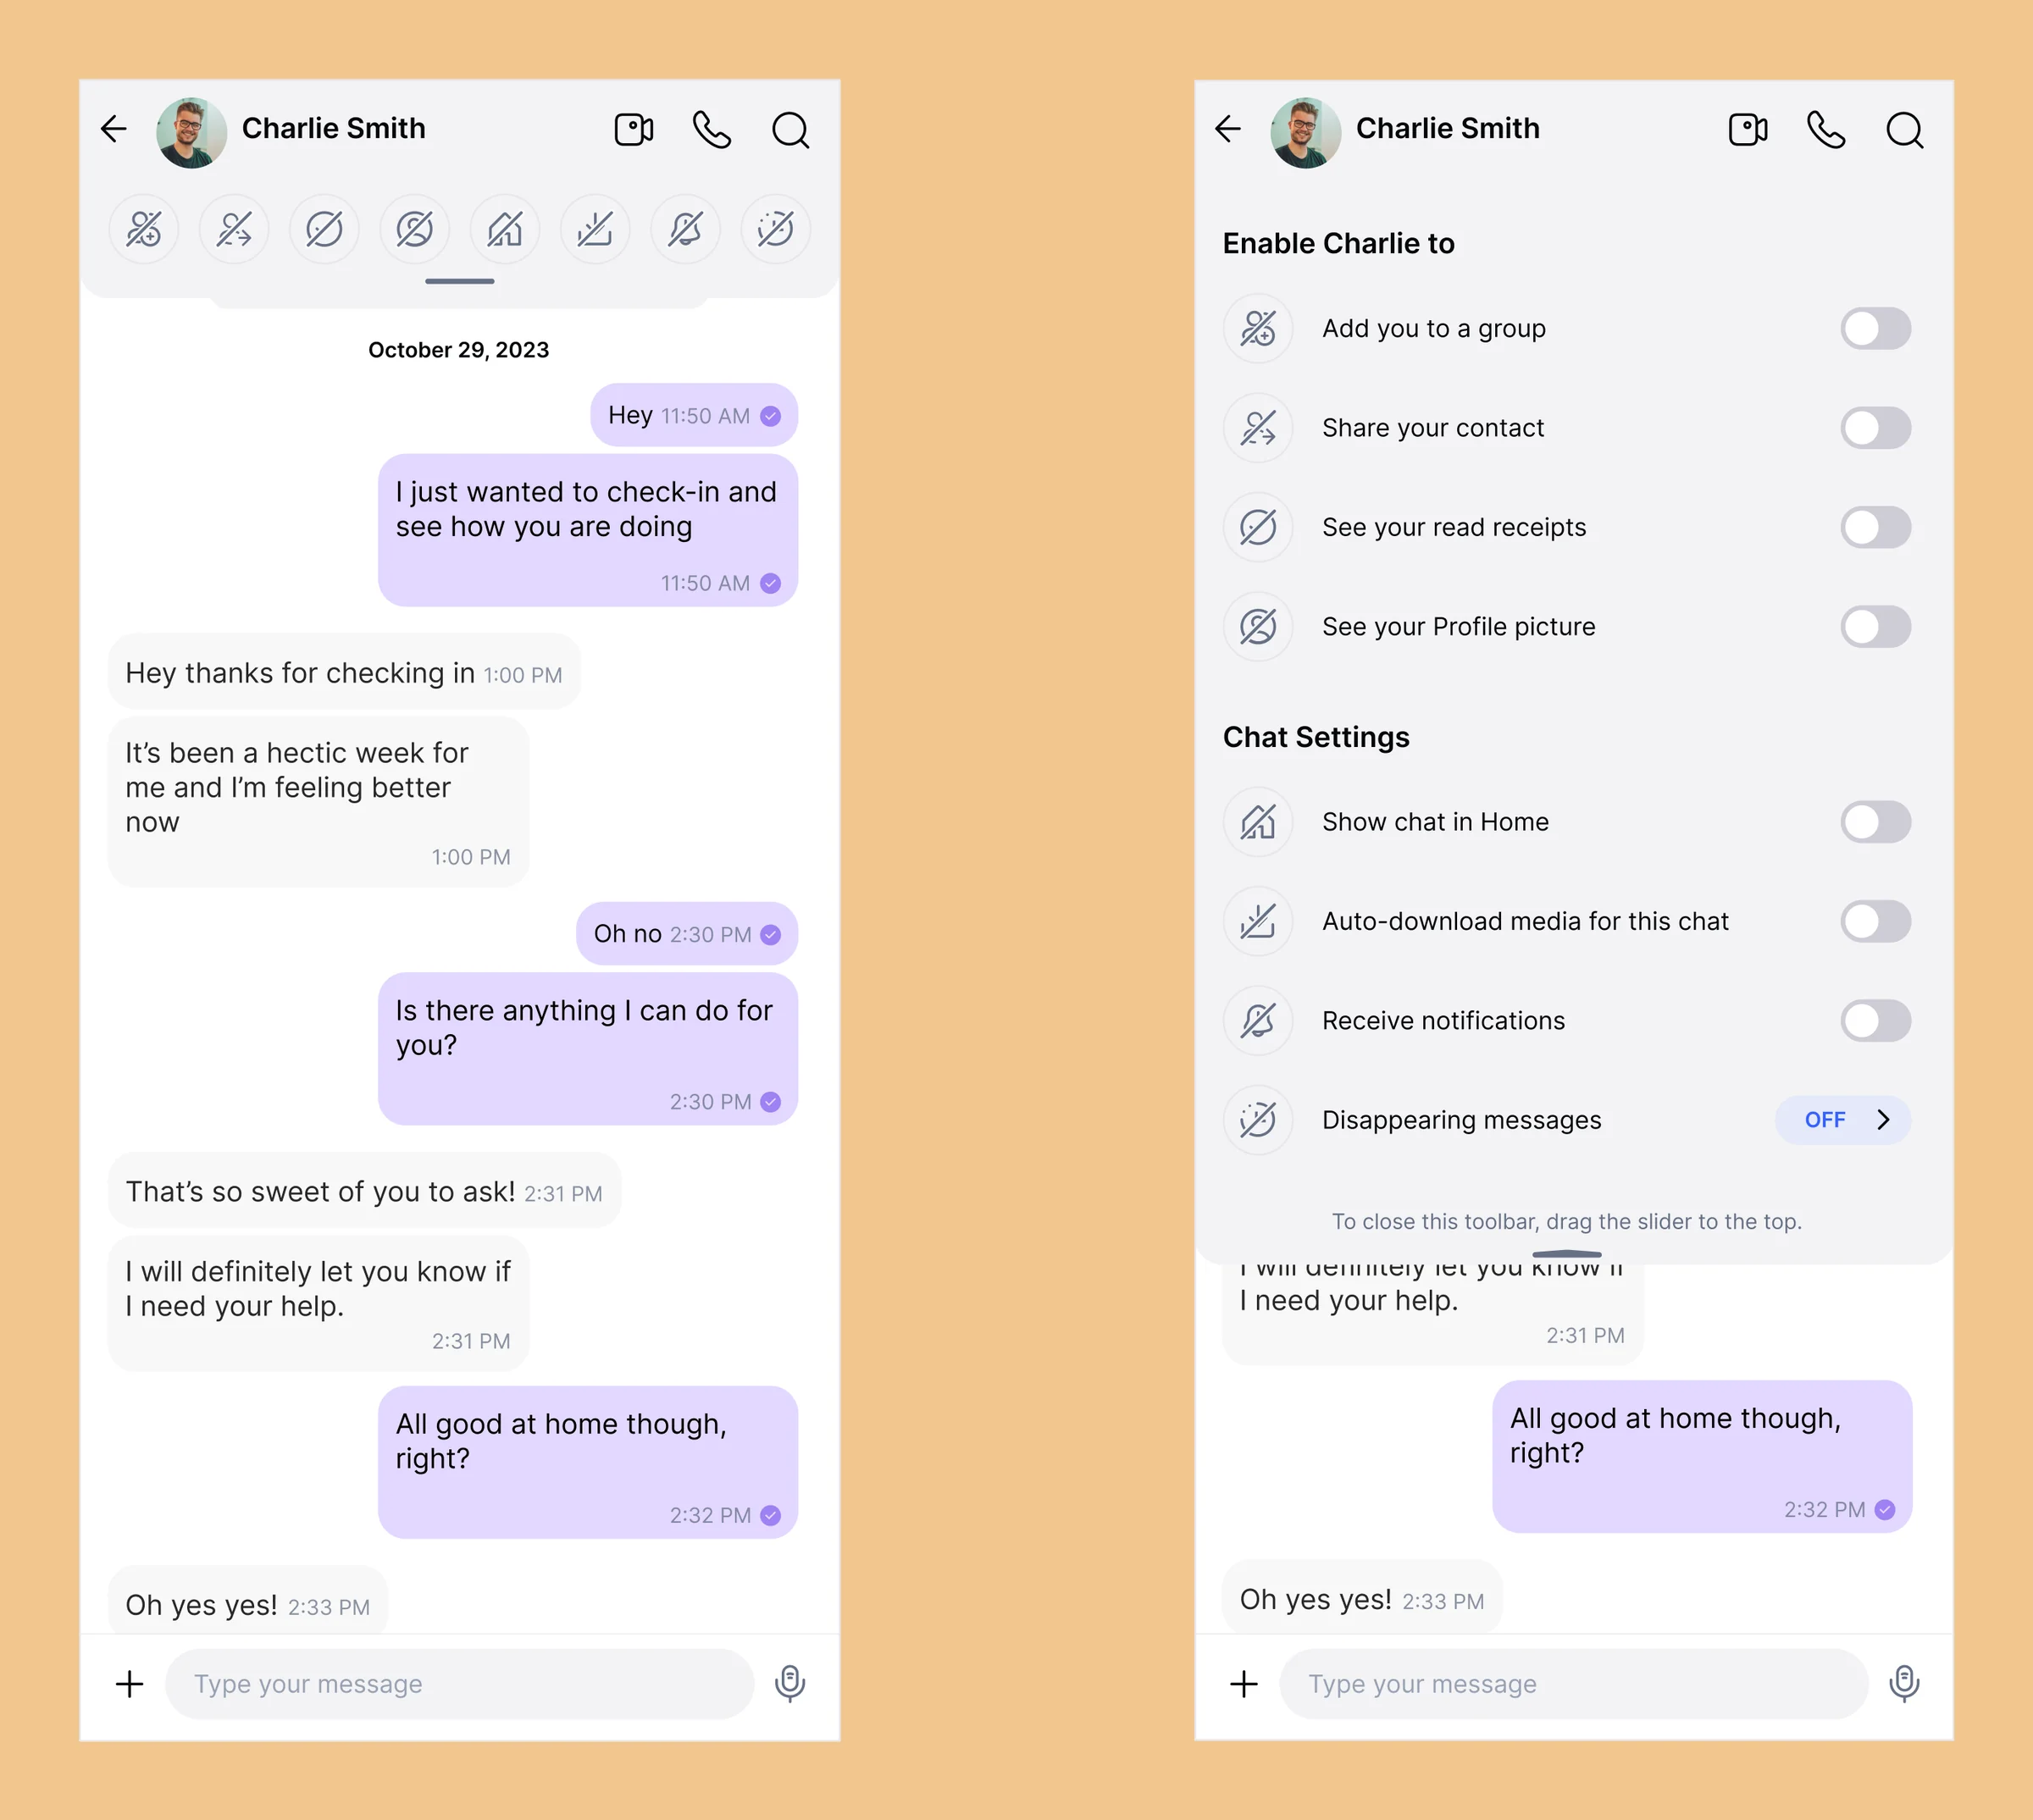 Charlie Smith
October 29, 2023
Hey 11:50 AM
I just wanted to check-in and
see how you are doing
11:50 AM
Hey thanks for checking in 1:00 PM
It's been a hectic week for
me and I'm feeling better
now
1:00 PM
Oh no 2:30 PM
Is there anything I can do for
you?
2:30 PM
That's so sweet of you to ask! 2:31 PM
I will definitely let you know if
I need your help.
2:31 PM
All good at home though,
right?
2:32 PM
Oh yes yes! 2:33 PM
Type your message
Charlie Smith
Enable Charlie to
Add you to a group
Share your contact
See your read receipts
See your Profile picture
Chat Settings
Show chat in Home
Auto-download media for this chat
Receive notifications
Disappearing messages OFF
To close this toolbar, drag the slider to the top.
I will definitely let you know if
I need your help.
2:31 PM
All good at home though,
right?
2:32 PM
Oh yes yes! 2:33 PM
Type your message